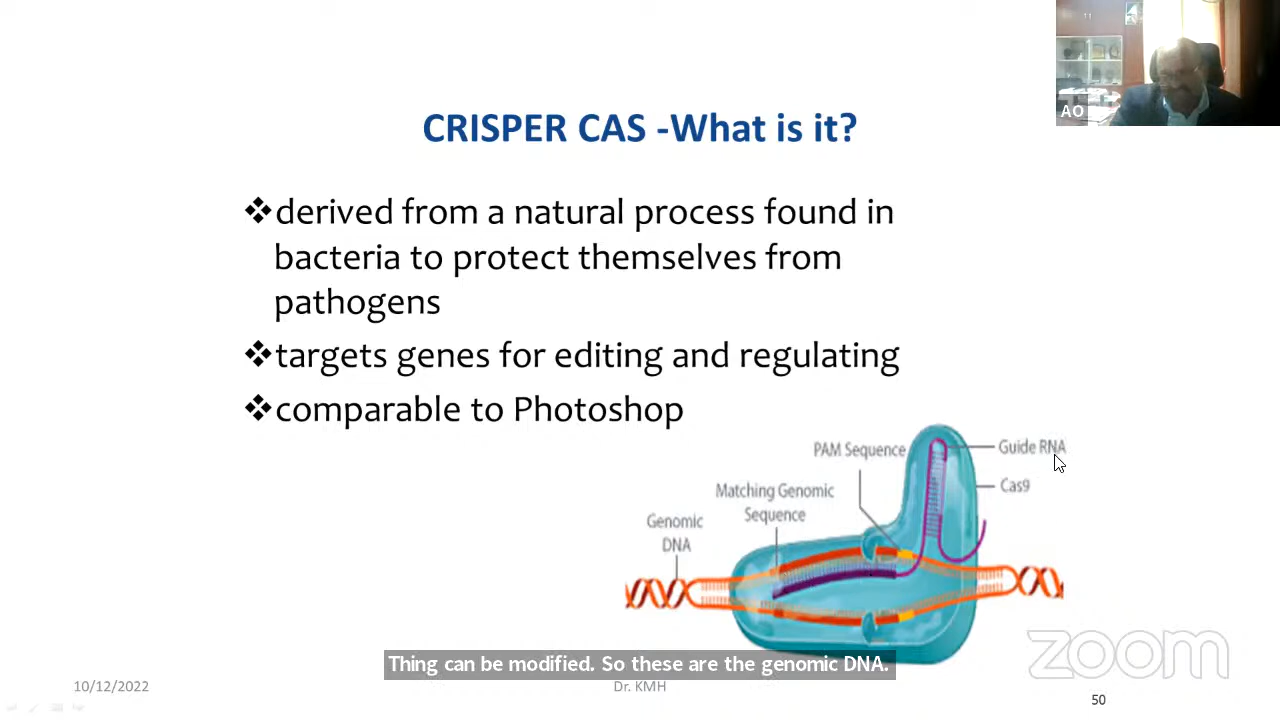 AO
CRISPER CAS -What is it?
❖derived from a natural process found in
bacteria to protect themselves from
pathogens
❖targets genes for editing and regulating
❖comparable to Photoshop
PAM Sequence
Guide RNA
Cas9
Matching Genomic
Sequence
Genomic
DNA
zoom
Thing can be modified. So these are the genomic DNA.
10/12/2022
Dr. KMH
50